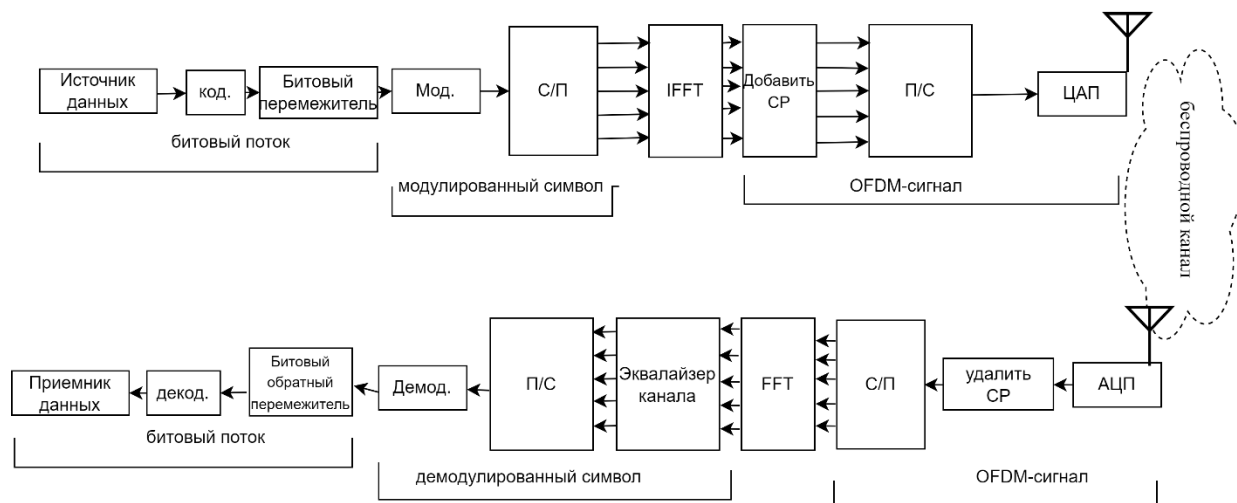 Источник
данных
код.
Битовый
перемежитель
Мод.
С/П
IFFT
Добавить
CP
П/С
ЦАП
битовый поток
модулированный символ
OFDM-сигнал
беспроводной канал
Приемник
данных
декод.
Битовый
обратный
перемежитель
Демод.
П/С
Эквалайзер
канала
FFT
С/П
удалить
CP
АЦП
битовый поток
демодулированный символ
OFDM-сигнал